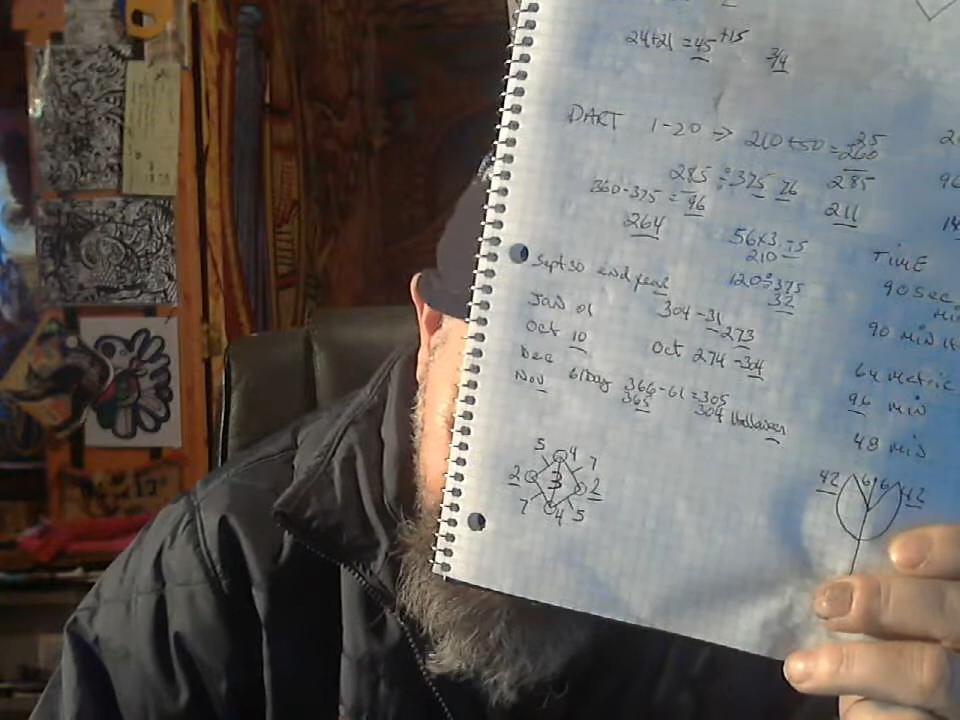 24+21 = 45 +15 3/4
DART 1-20 → 210+50 = 260
25
285 ÷ 375 76 285
360-375 = 96 211
264
56x3.75
210
TiME
Sept 30 end year 120÷375 90 Sec
32
Jan 01 304-31 273 90 Min
Oct 10 Oct 274-304 64 Metric
Dec 96 Min
Nov 61 Day 366-61 = 305
365 304 Halloween
48 Min
5 4 7
2 3 2
7 4 5
42 6 6 42